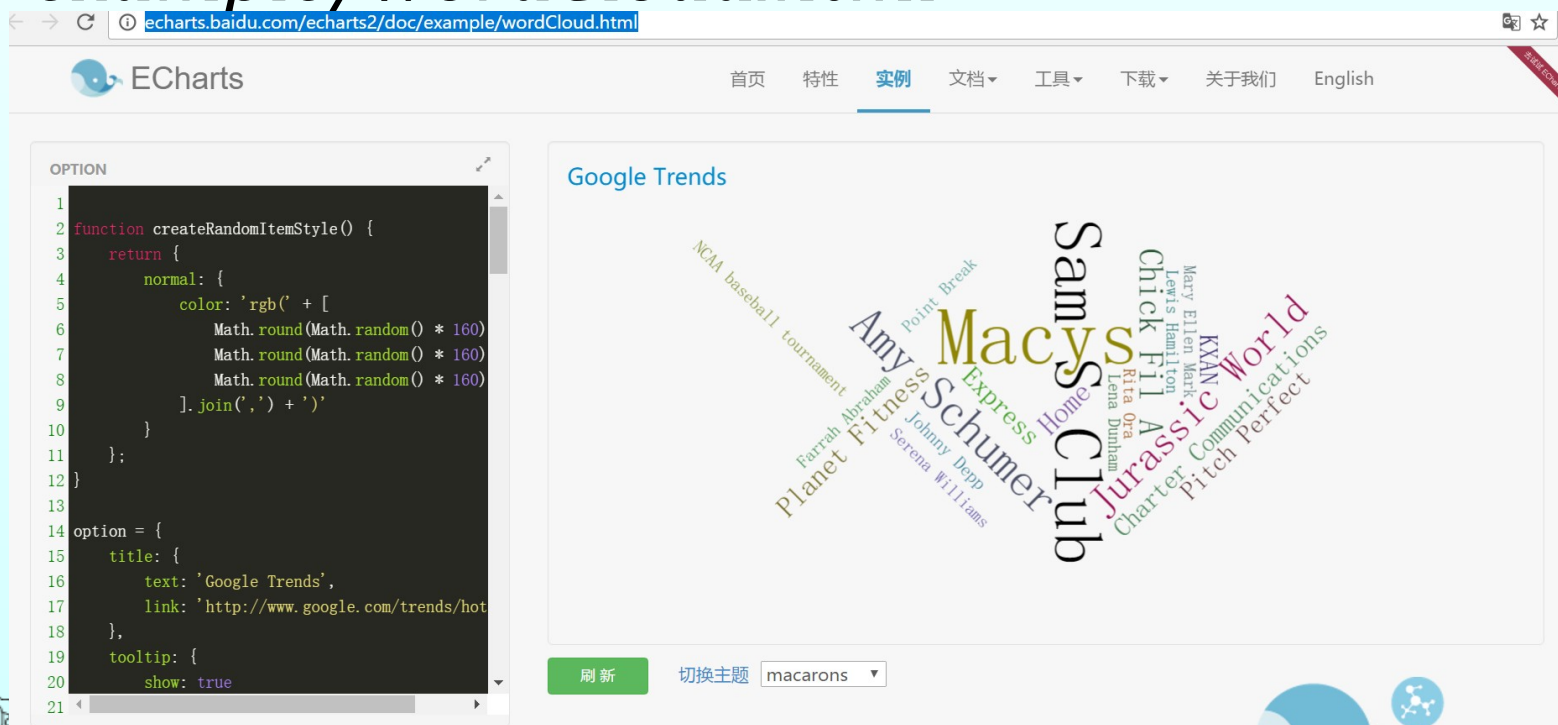 example/wordCloud.html
echarts.baidu.com/echarts2/doc/example/wordCloud.html
ECharts
首页 特性 实例 文档 工具 下载 关于我们 English
OPTION
1
2 function createRandomItemStyle() {
3 return {
4 normal: {
5 color: 'rgb(' + [
6 Math.round(Math.random() * 160)
7 Math.round(Math.random() * 160)
8 Math.round(Math.random() * 160)
9 ].join(',') + ')'
10 }
11 };
12 }
13
14 option = {
15 title: {
16 text: 'Google Trends',
17 link: 'http://www.google.com/trends/hot
18 },
19 tooltip: {
20 show: true
21
Google Trends
NCAA baseball tournament
Point Break
Amy Schumer
Macys
Sams Club
Chick Fil A
Lewis Hamilton
Mary Ellen Mark
KXAN
Jurassic World
Charter Communications
Pitch Perfect
Rita Ora
Lena Dunham
Home
Express
Johnny Depp
Serena Williams
Farrah Abraham
Planet Fitness
刷新 切换主题 macarons